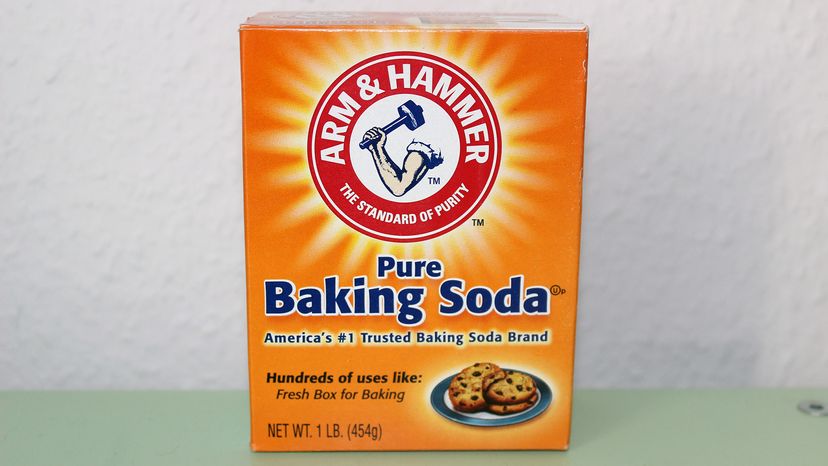 ARM & HAMMER
TM
THE STANDARD OF PURITY
TM
Pure
Baking Soda Ⓤp
America's #1 Trusted Baking Soda Brand
Hundreds of uses like:
Fresh Box for Baking
NET WT. 1 LB. (454g)